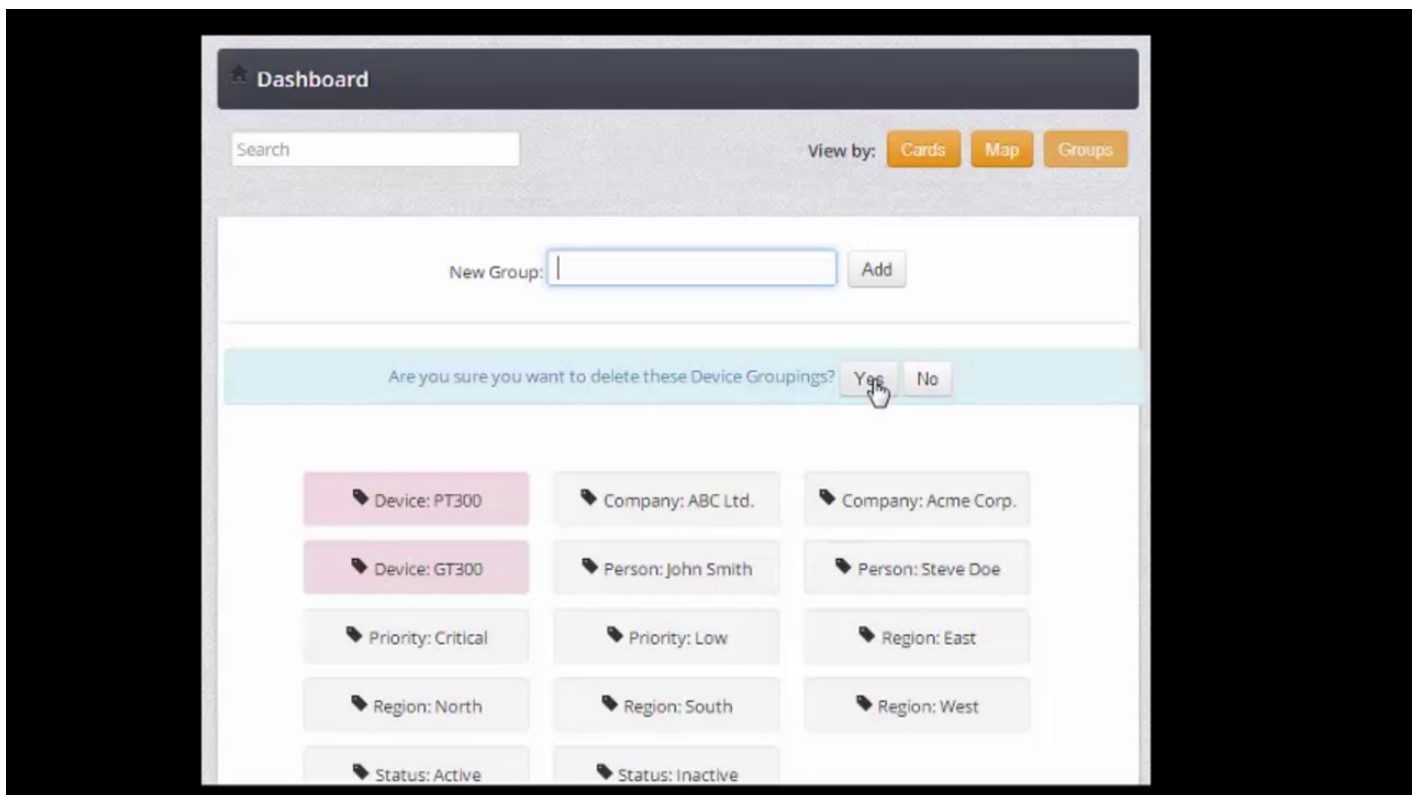 Dashboard
Search View by: Cards Map Groups
New Group: Add
Are you sure you want to delete these Device Groupings? Yes No
Device: PT300 Company: ABC Ltd. Company: Acme Corp.
Device: GT300 Person: John Smith Person: Steve Doe
Priority: Critical Priority: Low Region: East
Region: North Region: South Region: West
Status: Active Status: Inactive